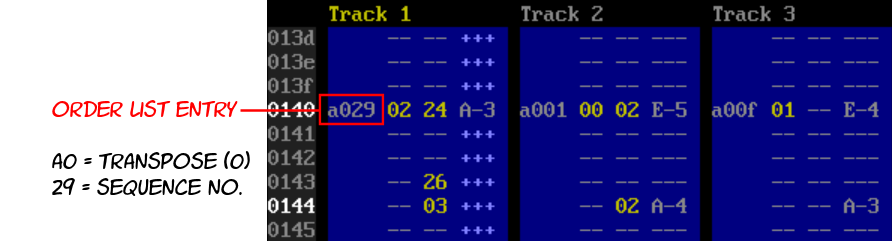 Track 1 Track 2 Track 3
013d -- -- +++ -- -- --- -- -- ---
013e -- -- +++ -- -- --- -- -- ---
013f -- -- +++ -- -- --- -- -- ---
ORDER LIST ENTRY 0140 a029 02 24 A-3 a001 00 02 E-5 a00f 01 -- E-4
0141 -- -- +++ -- -- --- -- -- ---
A0 = TRANSPOSE (0) 0142 -- -- +++ -- -- --- -- -- ---
29 = SEQUENCE NO. 0143 -- 26 +++ -- -- --- -- -- ---
0144 -- 03 +++ -- 02 A-4 -- -- A-3
0145 -- -- +++ -- -- --- -- -- ---